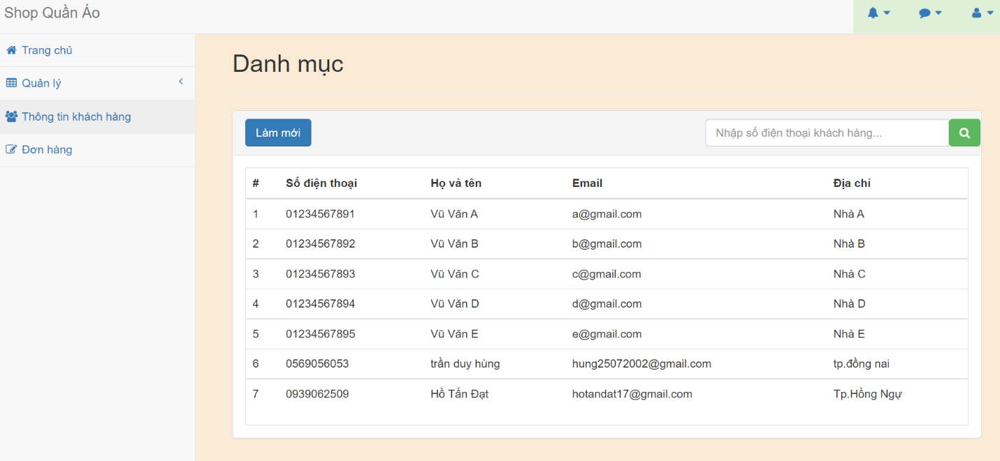 Shop Quần Áo
Trang chủ
Quản lý
Thông tin khách hàng
Đơn hàng
Danh mục
Làm mới
Nhập số điện thoại khách hàng...
# Số điện thoại Họ và tên Email Địa chỉ
1 01234567891 Vũ Văn A a@gmail.com Nhà A
2 01234567892 Vũ Văn B b@gmail.com Nhà B
3 01234567893 Vũ Văn C c@gmail.com Nhà C
4 01234567894 Vũ Văn D d@gmail.com Nhà D
5 01234567895 Vũ Văn E e@gmail.com Nhà E
6 0569056053 trần duy hùng hung25072002@gmail.com tp.đồng nai
7 0939062509 Hồ Tấn Đạt hotandat17@gmail.com Tp.Hồng Ngự